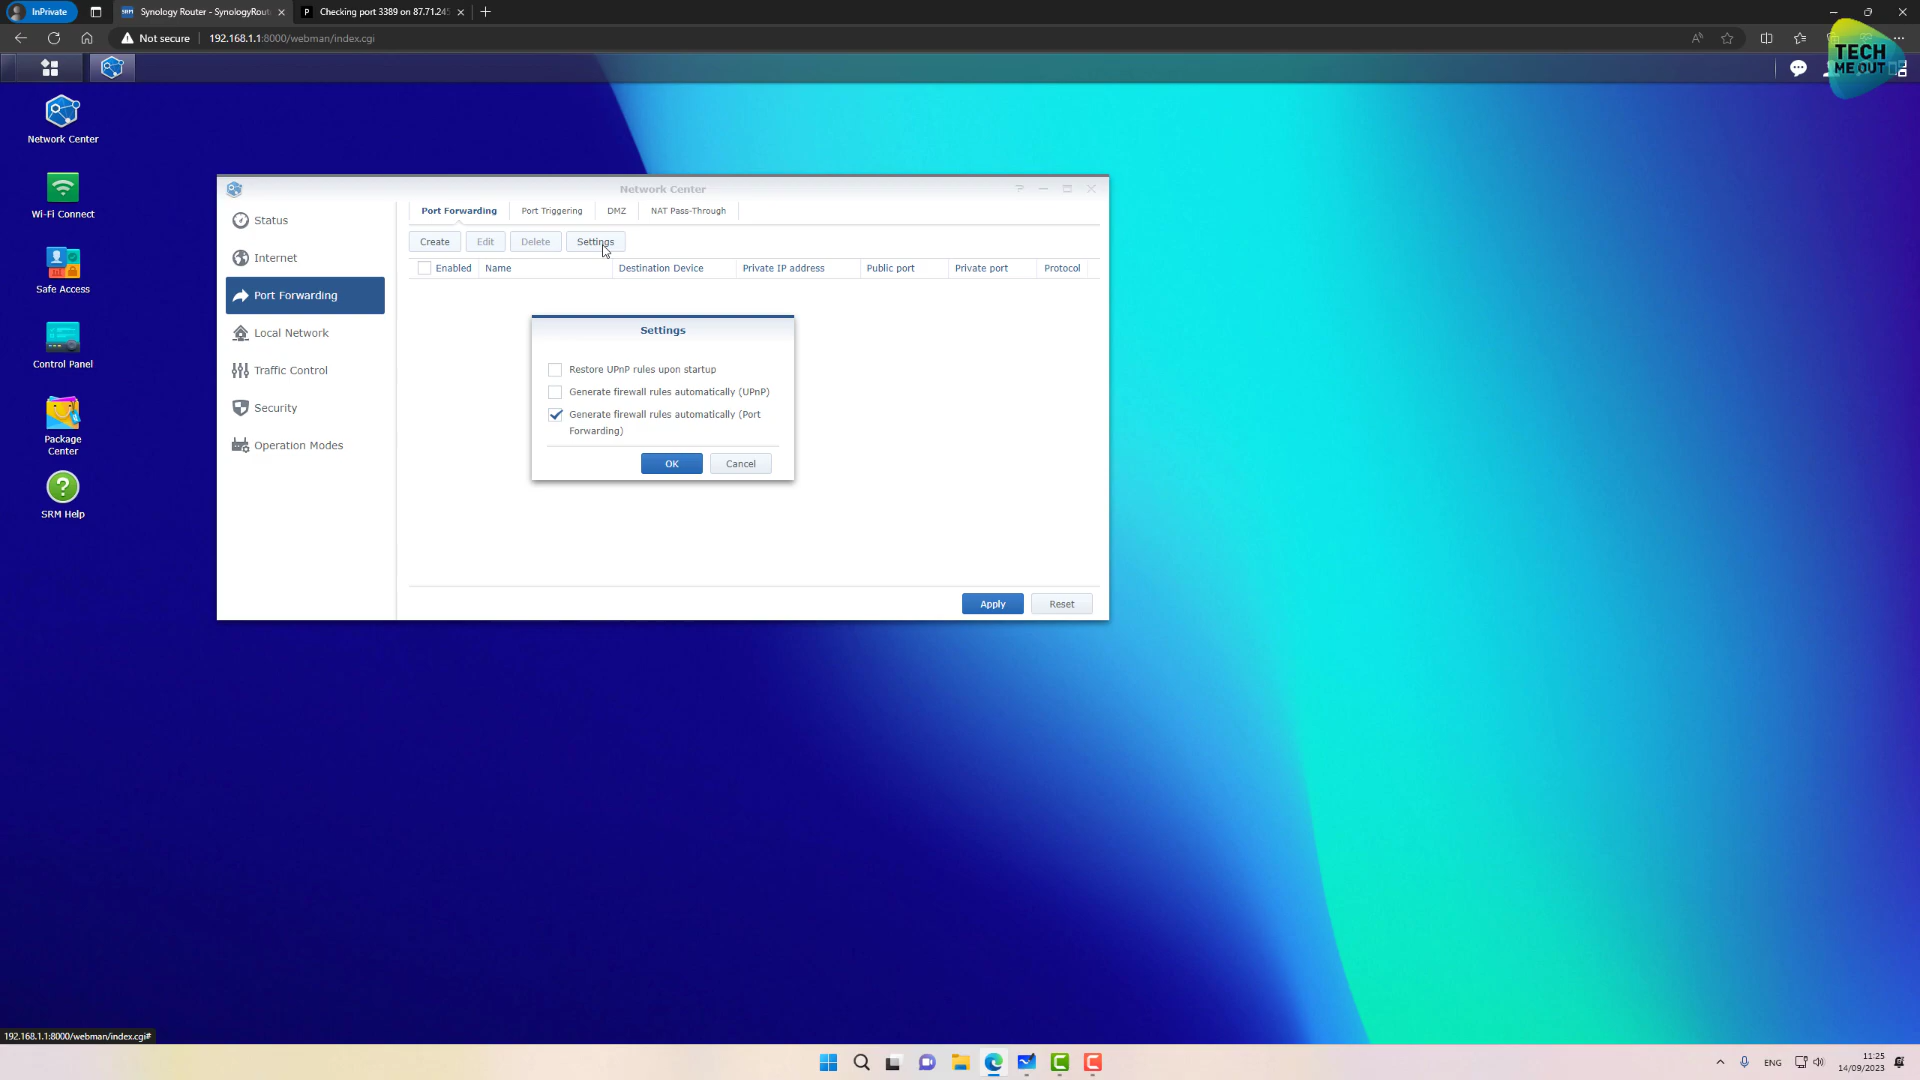 InPrivate
SRM
Synology Router - SynologyRout
P
Checking port 3389 on 87.71.245
Not secure
192.168.1.1:8000/webman/index.cgi
TECH
ME OUT
Network Center
Wi-Fi Connect
Safe Access
Control Panel
Package
Center
SRM Help
Network Center
Status
Internet
Port Forwarding
Local Network
Traffic Control
Security
Operation Modes
Port Forwarding
Port Triggering
DMZ
NAT Pass-Through
Create
Edit
Delete
Settings
Enabled
Name
Destination Device
Private IP address
Public port
Private port
Protocol
Settings
Restore UPnP rules upon startup
Generate firewall rules automatically (UPnP)
Generate firewall rules automatically (Port
Forwarding)
OK
Cancel
Apply
Reset
192.168.1.1:8000/webman/index.cgi#
ENG
11:25
14/09/2023